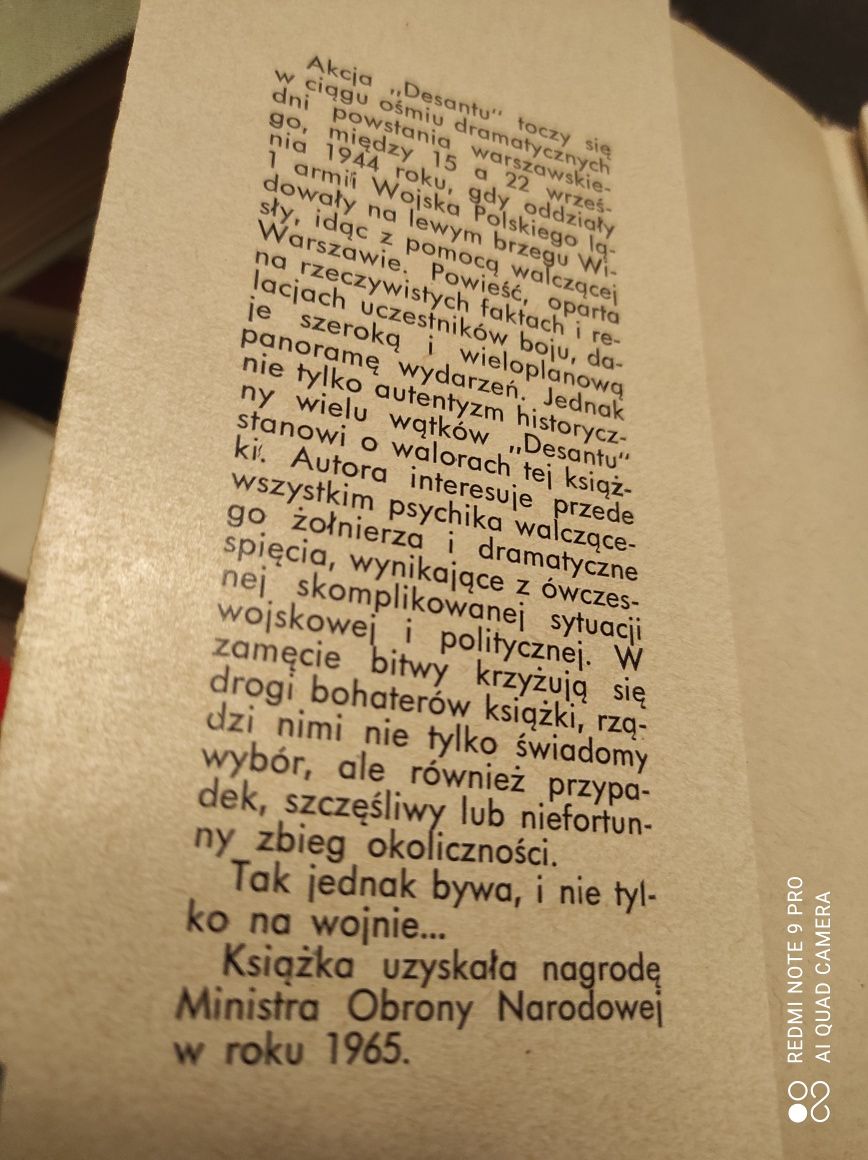 Akcja „Desantu" toczy się
w ciągu ośmiu dramatycznych
dni powstania warszawskie-
go, między 15 a 22 wrześ-
nia 1944 roku, gdy oddziały
1 armii Wojska Polskiego lą-
dowały na lewym brzegu Wi-
sły, idąc z pomocą walczącej
Warszawie. Powieść, oparta
na rzeczywistych faktach i re-
lacjach uczestników boju, da-
je szeroką i wieloplanową
panoramę wydarzeń. Jednak
nie tylko autentyzm historycz-
ny wielu wątków „Desantu"
stanowi o walorach tej książ-
ki. Autora interesuje przede
wszystkim psychika walczące-
go żołnierza i dramatyczne
spięcia, wynikające z ówczes-
nej skomplikowanej sytuacji
wojskowej i politycznej. W
zamęcie bitwy krzyżują się
drogi bohaterów książki, rzą-
dzi nimi nie tylko świadomy
wybór, ale również przypa-
dek, szczęśliwy lub niefortun-
ny zbieg okoliczności.
Tak jednak bywa, i nie tyl-
ko na wojnie...
Książka uzyskała nagrodę
Ministra Obrony Narodowej
w roku 1965.
REDMI NOTE 9 PRO
AI QUAD CAMERA